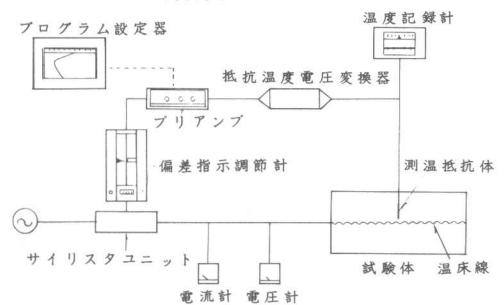 温度記録計
プログラム設定器
抵抗温度電圧変換器
プリアンプ
偏差指示調節計
測温抵抗体
サイリスタユニット
試験体
温床線
電流計
電圧計